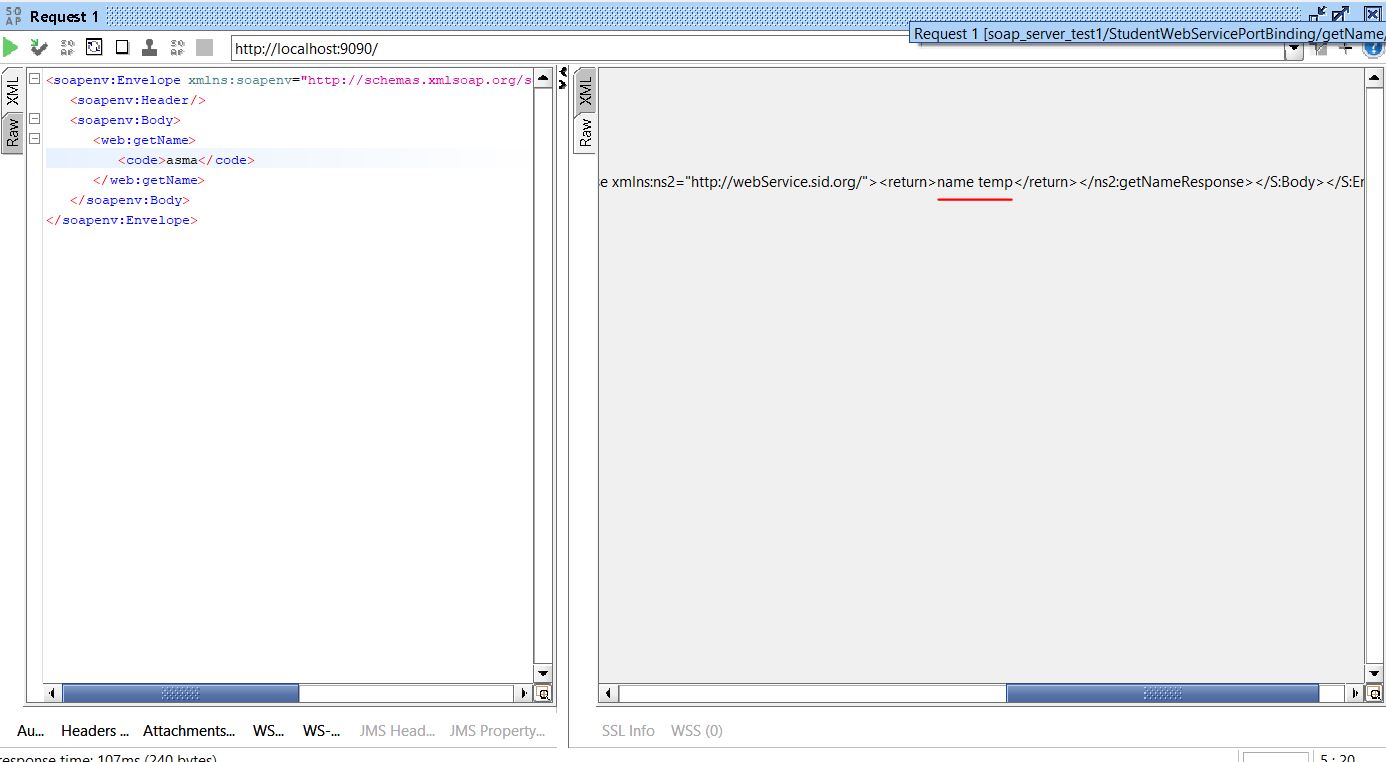 SO AP Request 1
Request 1 [soap_server_test1/StudentWebServicePortBinding/getName/
http://localhost:9090/
XML
Raw
<soapenv:Envelope xmlns:soapenv="http://schemas.xmlsoap.org/s
<soapenv:Header/>
<soapenv:Body>
<web:getName>
<code>asma</code>
</web:getName>
</soapenv:Body>
</soapenv:Envelope>
XML
Raw
se xmlns:ns2="http://webService.sid.org/"><return>name temp</return></ns2:getNameResponse></S:Body></S:En
Au... Headers ... Attachments... WS... WS-... JMS Head... JMS Property...
SSL Info WSS (0)
response time: 107ms (240 bytes)
5 : 20